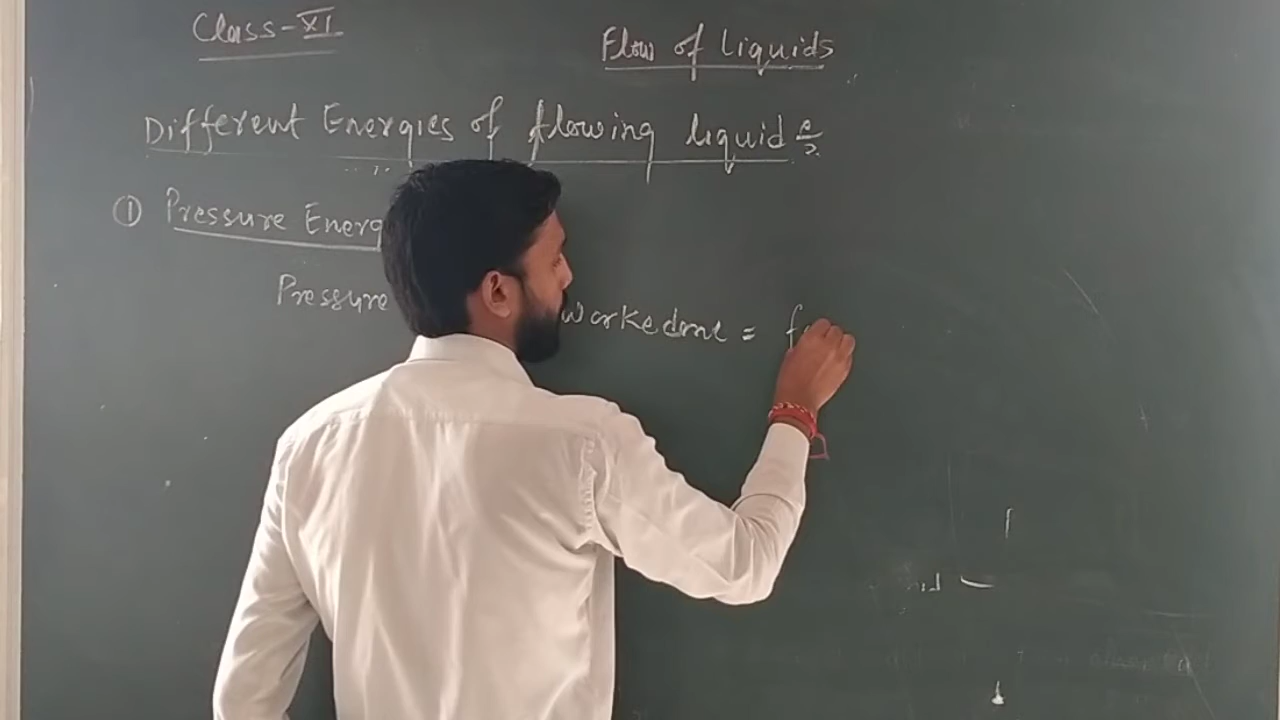 Class-XI
Flow of Liquids
Different Energies of flowing liquid
① Pressure Energ
Pressure workedone =